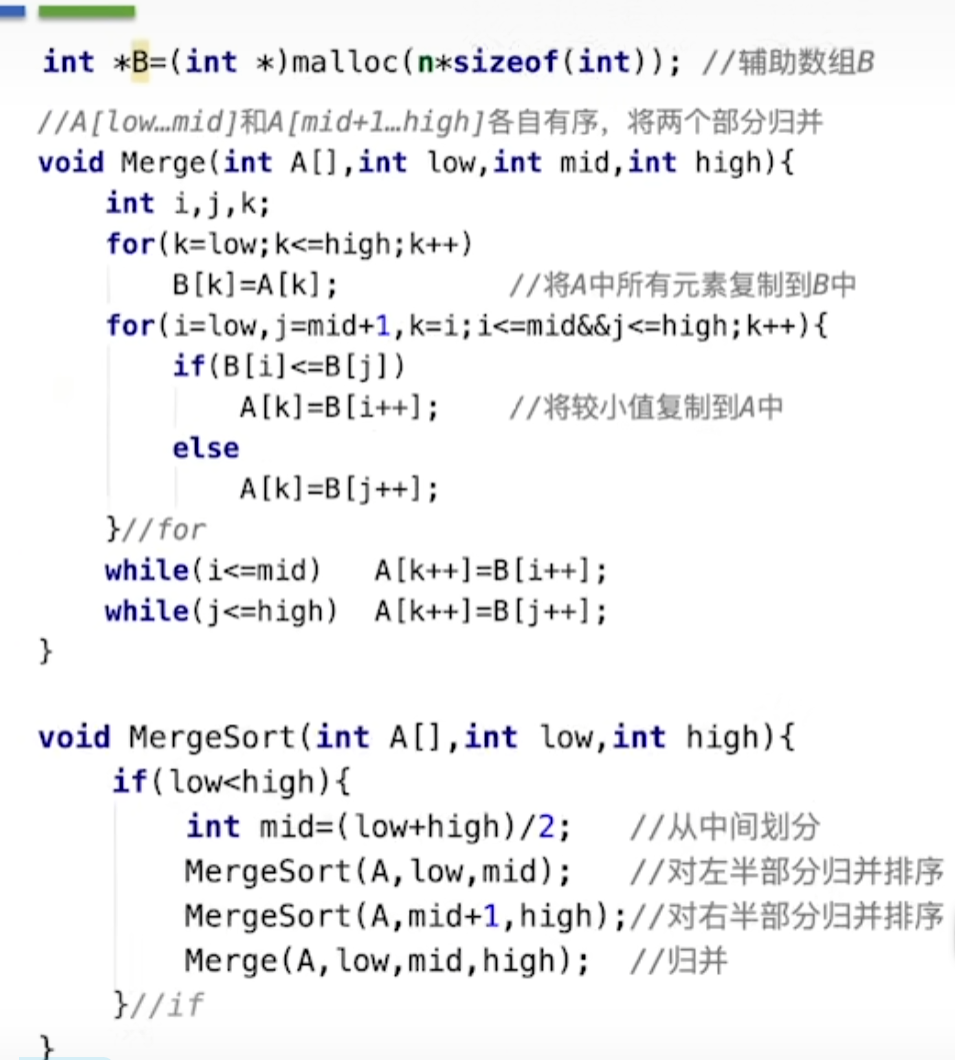 int *B=(int *)malloc(n*sizeof(int)); //辅助数组B
//A[low…mid]和A[mid+1…high]各自有序，将两个部分归并
void Merge(int A[],int low,int mid,int high){
    int i,j,k;
    for(k=low;k<=high;k++)
        B[k]=A[k];          //将A中所有元素复制到B中
    for(i=low,j=mid+1,k=i;i<=mid&&j<=high;k++){
        if(B[i]<=B[j])
            A[k]=B[i++];    //将较小值复制到A中
        else
            A[k]=B[j++];
    }//for
    while(i<=mid)   A[k++]=B[i++];
    while(j<=high)  A[k++]=B[j++];
}
void MergeSort(int A[],int low,int high){
    if(low<high){
        int mid=(low+high)/2;   //从中间划分
        MergeSort(A,low,mid);   //对左半部分归并排序
        MergeSort(A,mid+1,high);//对右半部分归并排序
        Merge(A,low,mid,high);  //归并
    }//if
}